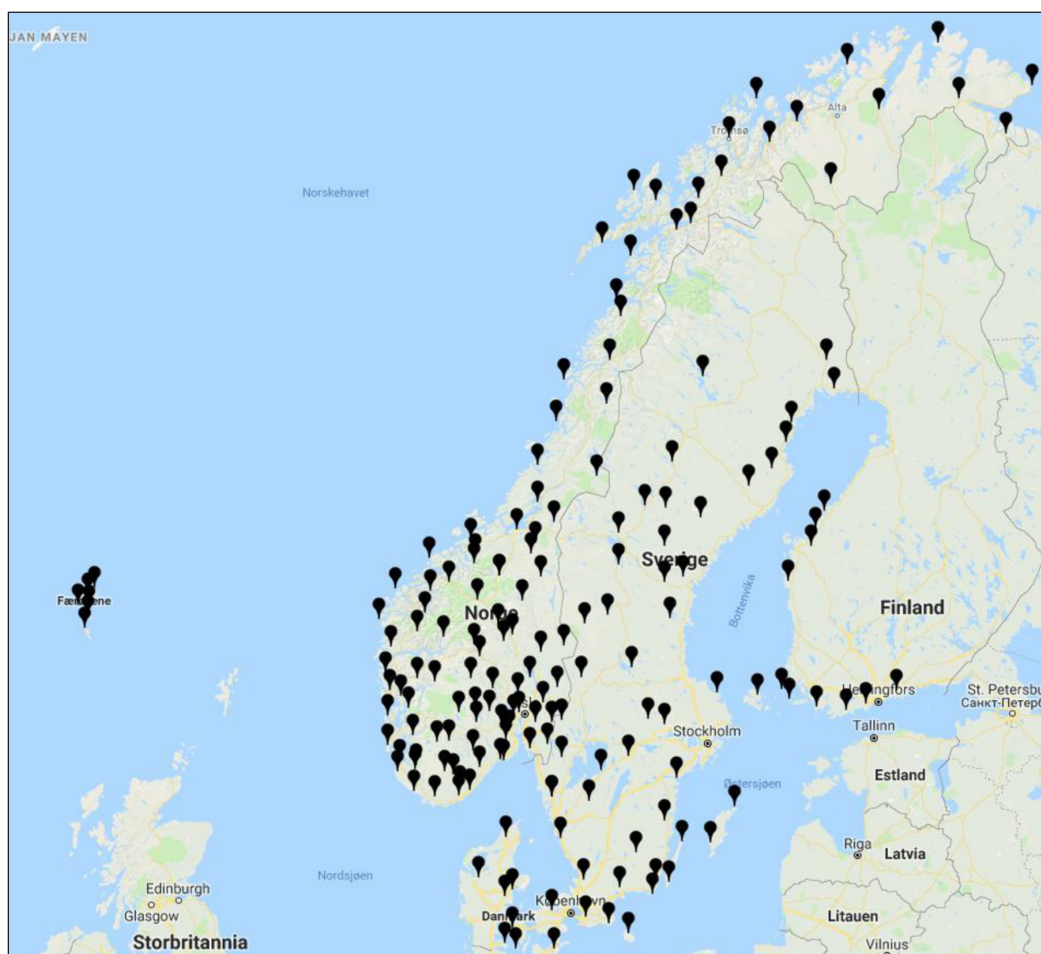 JAN MAYEN
Alta
Tromsø
Norskehavet
Sverige
Bottenvika
Norge
Finland
Helsingfors
St. Petersbu
Санкт-Петерб
Tallinn
Stockholm
Østersjøen
Estland
Riga
Latvia
Nordsjøen
Edinburgh
Glasgow
København
Danmark
Storbritannia
Litauen
Vilnius